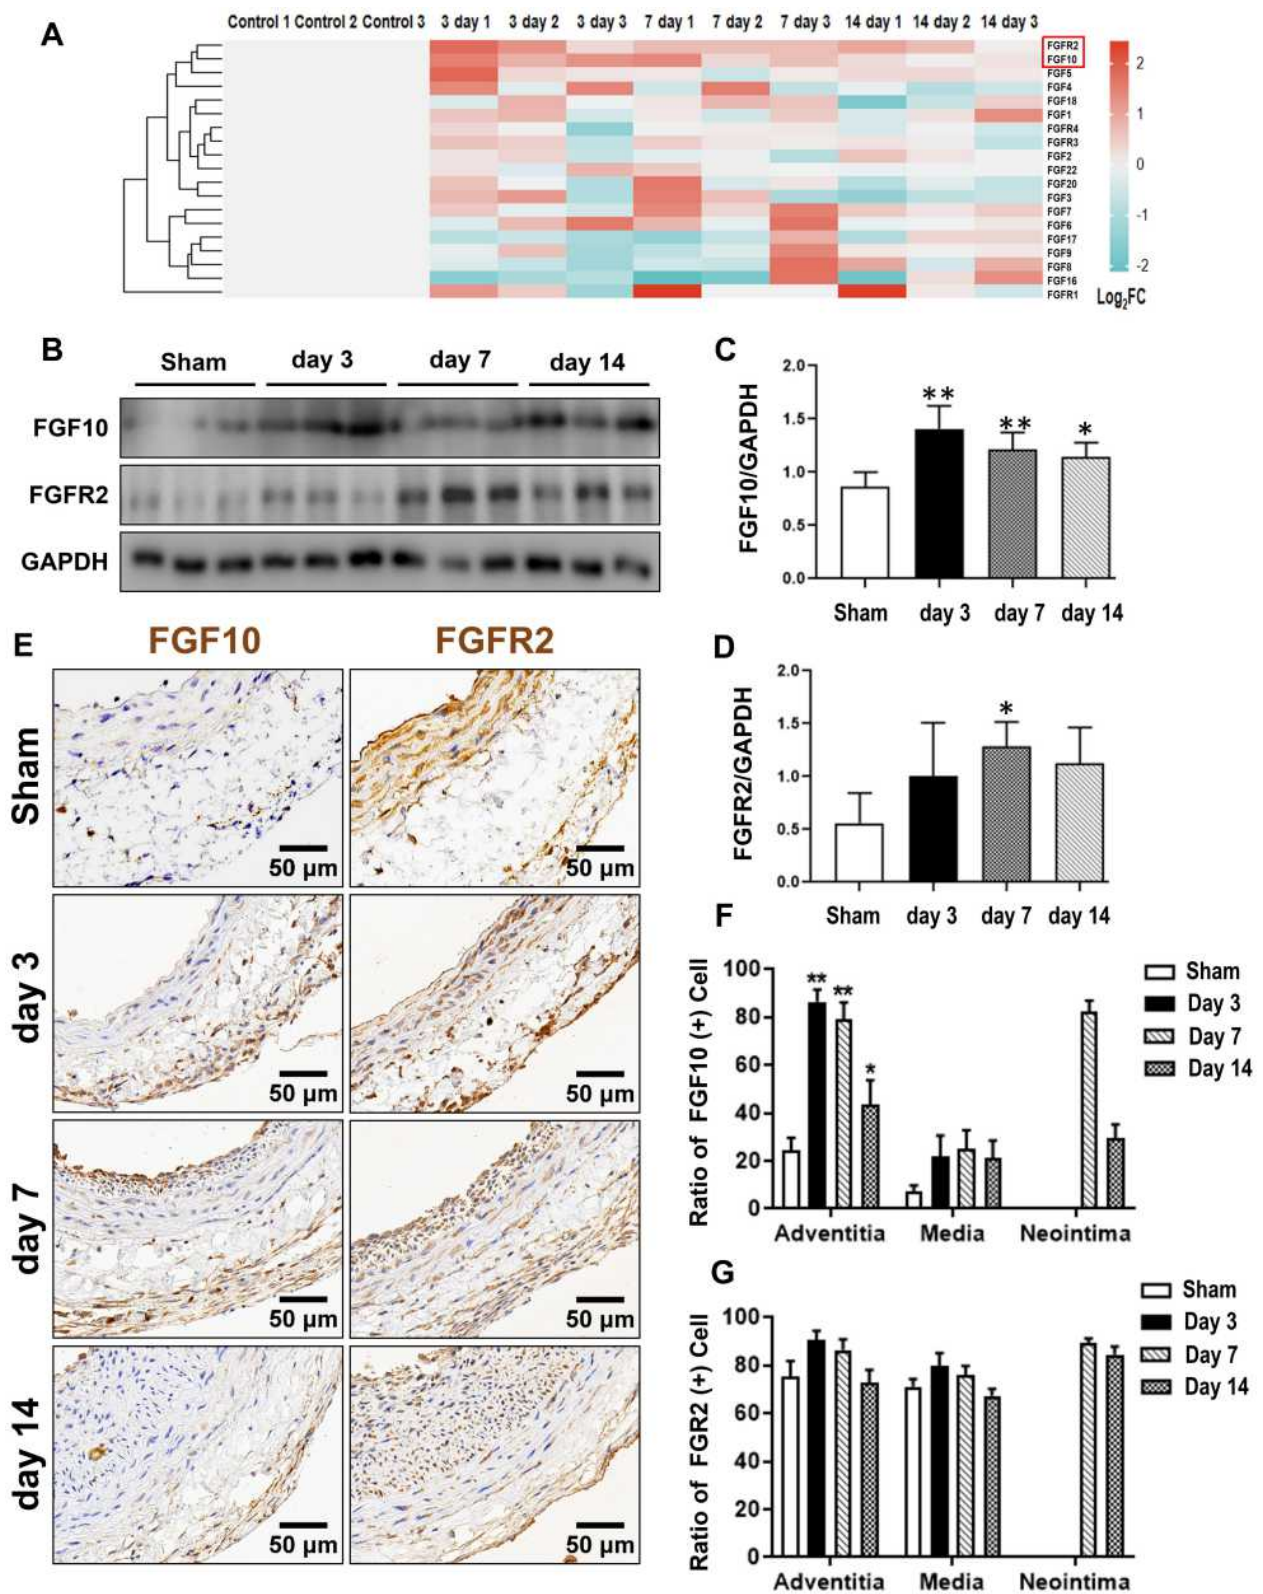 A
Control 1 Control 2 Control 3 3 day 1 3 day 2 3 day 3 7 day 1 7 day 2 7 day 3 14 day 1 14 day 2 14 day 3
FGFR2
FGF10
FGF5
FGF4
FGF18
FGF1
FGFR4
FGFR3
FGF2
FGF22
FGF20
FGF3
FGF7
FGF6
FGF17
FGF9
FGF8
FGF16
FGFR1
2
1
0
-1
-2
Log2FC
B
Sham day 3 day 7 day 14
FGF10
FGFR2
GAPDH
C
FGF10/GAPDH
2.0
1.5
1.0
0.5
0.0
** ** *
Sham day 3 day 7 day 14
D
FGFR2/GAPDH
2.0
1.5
1.0
0.5
0.0
*
Sham day 3 day 7 day 14
E
FGF10 FGFR2
Sham
50 µm 50 µm
day 3
50 µm 50 µm
day 7
50 µm 50 µm
day 14
50 µm 50 µm
F
Ratio of FGF10 (+) Cell
100
80
60
40
20
0
** ** *
Adventitia Media Neointima
Sham
Day 3
Day 7
Day 14
G
Ratio of FGR2 (+) Cell
100
80
60
40
20
0
Adventitia Media Neointima
Sham
Day 3
Day 7
Day 14